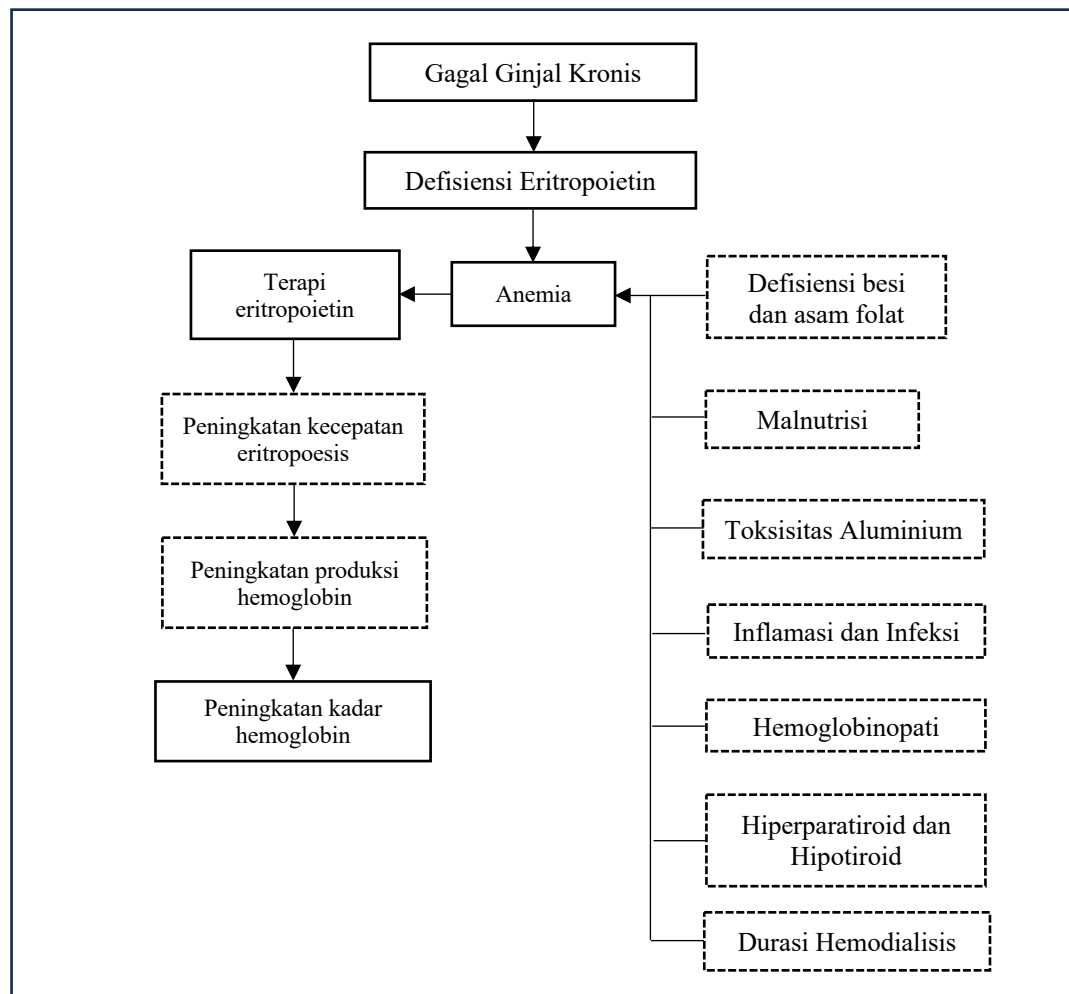 Gagal Ginjal Kronis
Defisiensi Eritropoietin
Terapi
eritropoietin
Anemia
Defisiensi besi
dan asam folat
Peningkatan kecepatan
eritropoesis
Malnutrisi
Peningkatan produksi
hemoglobin
Toksisitas Aluminium
Inflamasi dan Infeksi
Peningkatan kadar
hemoglobin
Hemoglobinopati
Hiperparatiroid dan
Hipotiroid
Durasi Hemodialisis